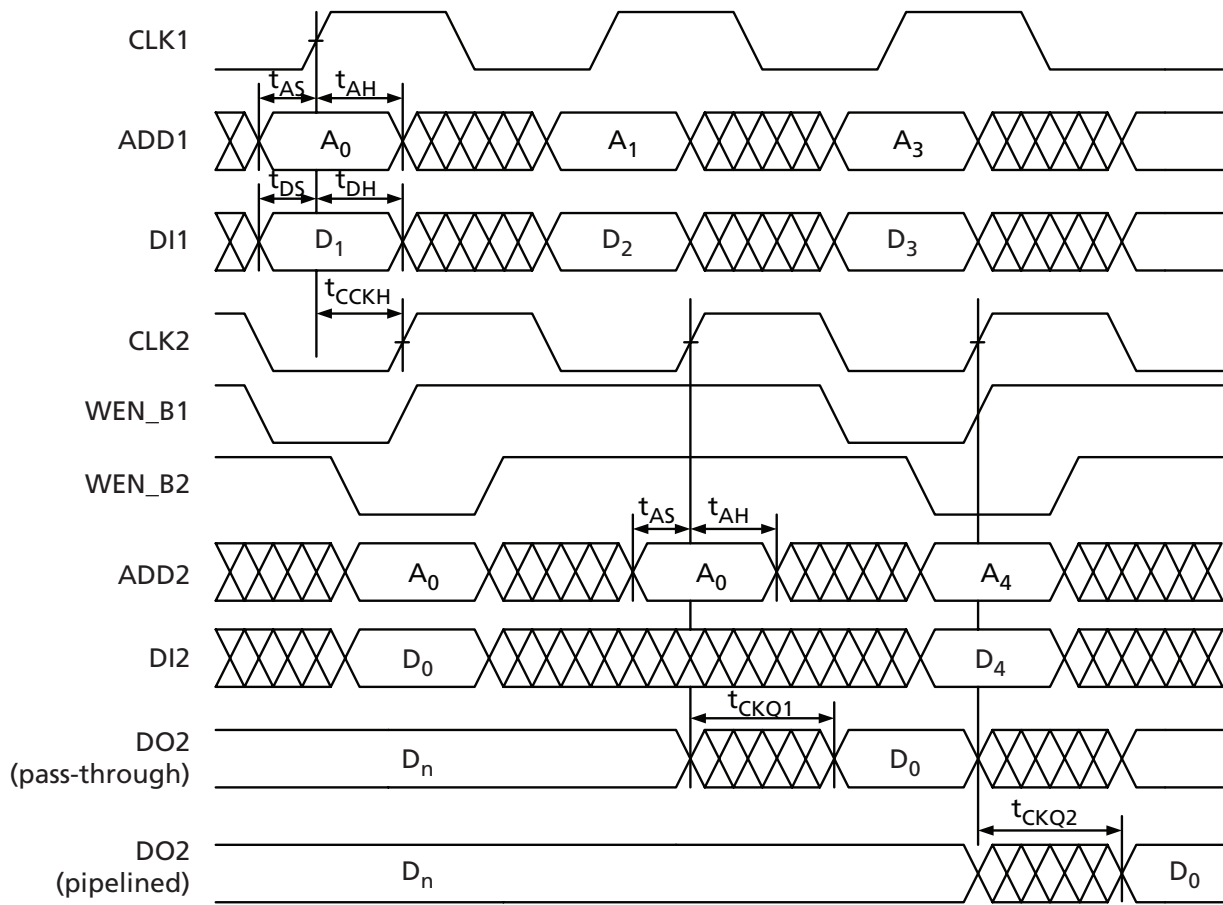 CLK1
tAS tAH
ADD1 A0 A1 A3
tDS tDH
DI1 D1 D2 D3
tCCKH
CLK2
WEN_B1
WEN_B2
tAS tAH
ADD2 A0 A0 A4
DI2 D0 D4
tCKQ1
DO2
(pass-through)
Dn D0
tCKQ2
DO2
(pipelined)
Dn D0